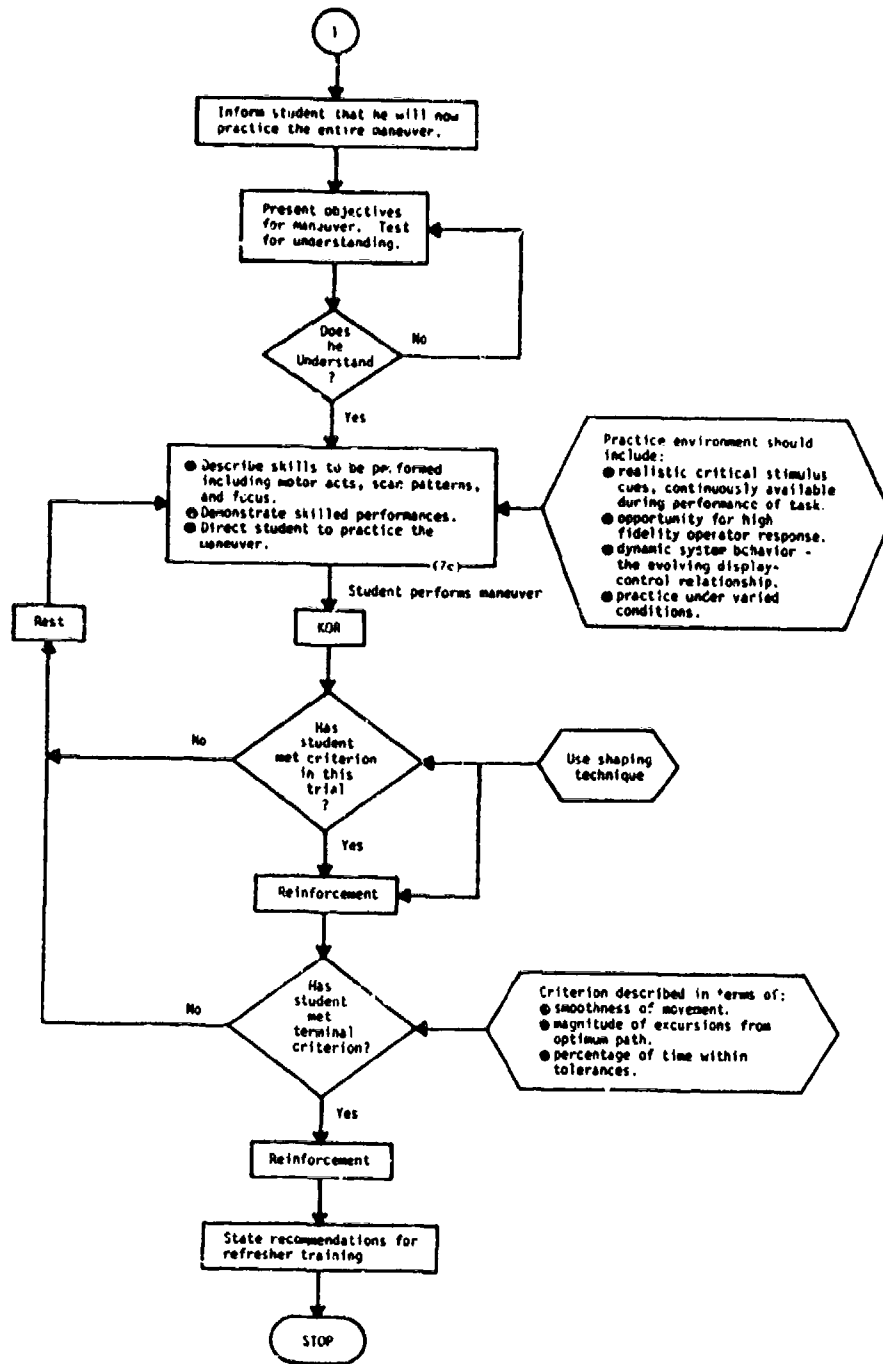 1
Inform student that he will now
practice the entire maneuver.
Present objectives
for maneuver. Test
for understanding.
Does
he
Understand
?
No
Yes
● Describe skills to be performed
including motor acts, scan patterns,
and focus.
● Demonstrate skilled performances.
● Direct student to practice the
maneuver.
Practice environment should
include:
● realistic critical stimulus
cues, continuously available
during performance of task.
● opportunity for high
fidelity operator response.
● dynamic system behavior -
the evolving display-
control relationship.
● practice under varied
conditions.
Student performs maneuver
Rest
KOR
Has
student
met criterion
in this
trial
?
No
Use shaping
technique
Yes
Reinforcement
Has
student
met
terminal
criterion?
No
Criterion described in terms of:
● smoothness of movement.
● magnitude of excursions from
optimum path.
● percentage of time within
tolerances.
Yes
Reinforcement
State recommendations for
refresher training
STOP